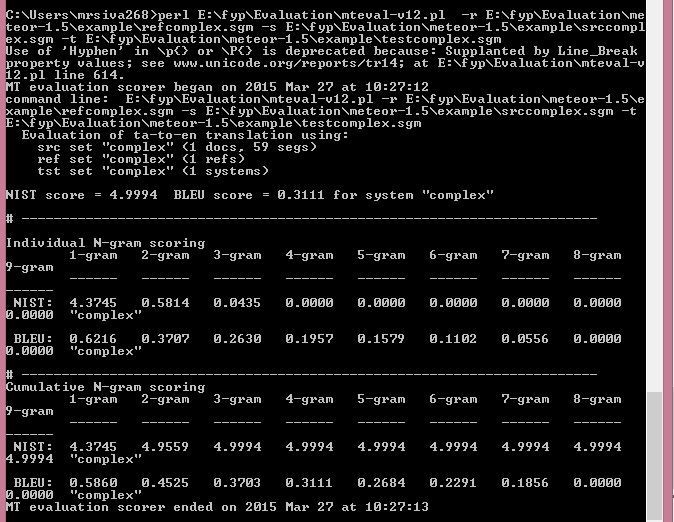 C:\Users\mrsiva268>perl E:\fyp\Evaluation\mteval-v12.pl  -r E:\fyp\Evaluation\me
teor-1.5\example\refcomplex.sgm -s E:\fyp\Evaluation\meteor-1.5\example\srccompl
ex.sgm -t E:\fyp\Evaluation\meteor-1.5\example\testcomplex.sgm
Use of 'Hyphen' in \p{} or \P{} is deprecated because: Supplanted by Line_Break
property values; see www.unicode.org/reports/tr14; at E:\fyp\Evaluation\mteval-v
12.pl line 614.
MT evaluation scorer began on 2015 Mar 27 at 10:27:12
command line:  E:\fyp\Evaluation\mteval-v12.pl -r E:\fyp\Evaluation\meteor-1.5\e
xample\refcomplex.sgm -s E:\fyp\Evaluation\meteor-1.5\example\srccomplex.sgm -t
E:\fyp\Evaluation\meteor-1.5\example\testcomplex.sgm
  Evaluation of ta-to-en translation using:
    src set "complex" (1 docs, 59 segs)
    ref set "complex" (1 refs)
    tst set "complex" (1 systems)

NIST score = 4.9994  BLEU score = 0.3111 for system "complex"

# ------------------------------------------------------------------------

Individual N-gram scoring
        1-gram   2-gram   3-gram   4-gram   5-gram   6-gram   7-gram   8-gram
9-gram
        ------   ------   ------   ------   ------   ------   ------   ------
------
 NIST:  4.3745   0.5814   0.0435   0.0000   0.0000   0.0000   0.0000   0.0000
0.0000  "complex"

 BLEU:  0.6216   0.3707   0.2630   0.1957   0.1579   0.1102   0.0556   0.0000
0.0000  "complex"

# ------------------------------------------------------------------------
Cumulative N-gram scoring
        1-gram   2-gram   3-gram   4-gram   5-gram   6-gram   7-gram   8-gram
9-gram
        ------   ------   ------   ------   ------   ------   ------   ------
------
 NIST:  4.3745   4.9559   4.9994   4.9994   4.9994   4.9994   4.9994   4.9994
4.9994  "complex"

 BLEU:  0.5860   0.4525   0.3703   0.3111   0.2684   0.2291   0.1856   0.0000
0.0000  "complex"
MT evaluation scorer ended on 2015 Mar 27 at 10:27:13